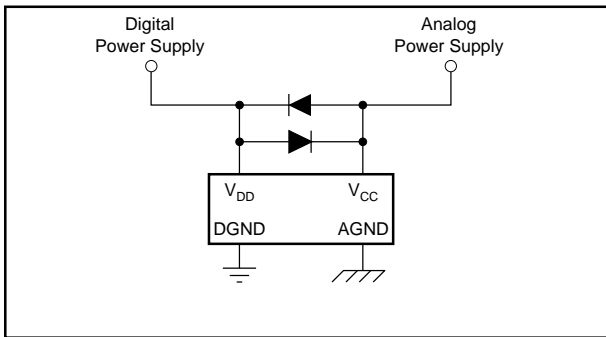 Digital
Power Supply
Analog
Power Supply
VDD
VCC
DGND
AGND